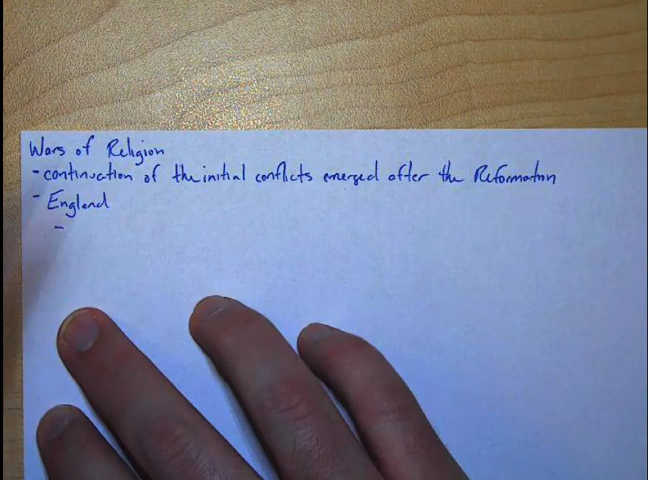 Wars of Religion
- continuation of the initial conflicts emerged after the Reformation
- England
-